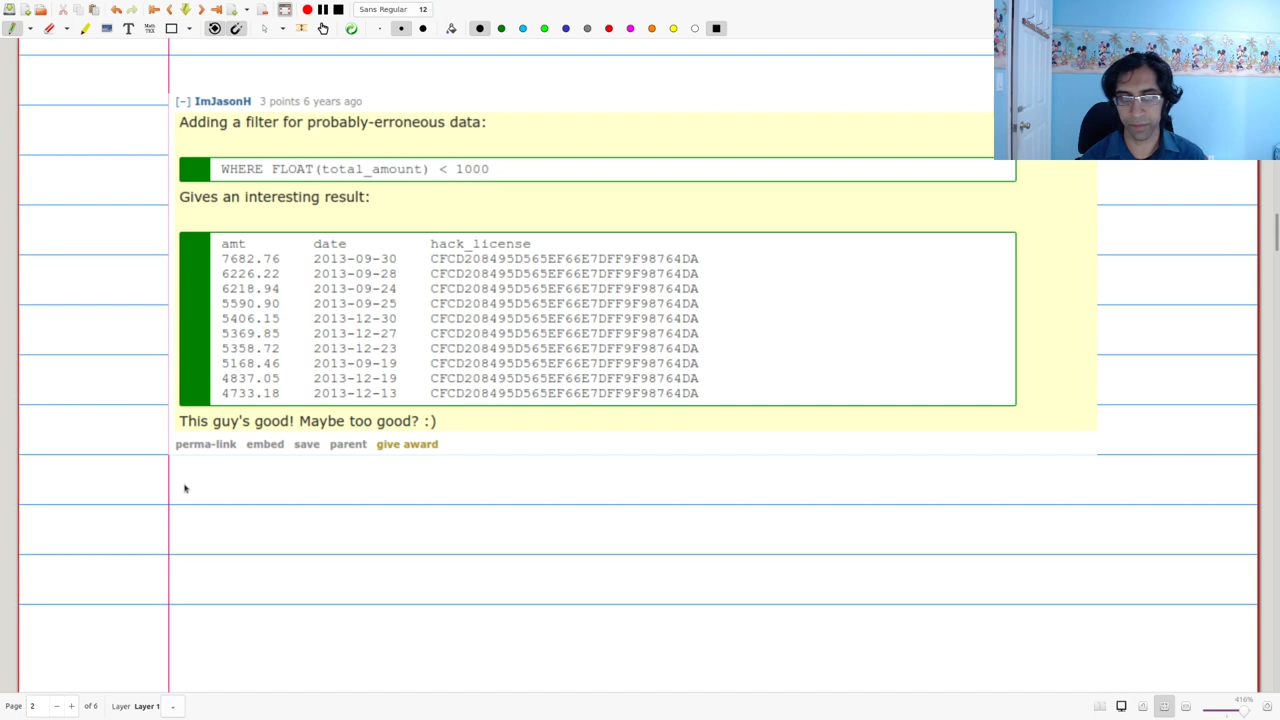 Sans Regular 12
Math
TEX
[–] ImJasonH 3 points 6 years ago
Adding a filter for probably-erroneous data:
WHERE FLOAT(total_amount) < 1000
Gives an interesting result:
amt date hack_license
7682.76 2013-09-30 CFCD208495D565EF66E7DFF9F98764DA
6226.22 2013-09-28 CFCD208495D565EF66E7DFF9F98764DA
6218.94 2013-09-24 CFCD208495D565EF66E7DFF9F98764DA
5590.90 2013-09-25 CFCD208495D565EF66E7DFF9F98764DA
5406.15 2013-12-30 CFCD208495D565EF66E7DFF9F98764DA
5369.85 2013-12-27 CFCD208495D565EF66E7DFF9F98764DA
5358.72 2013-12-23 CFCD208495D565EF66E7DFF9F98764DA
5168.46 2013-09-19 CFCD208495D565EF66E7DFF9F98764DA
4837.05 2013-12-19 CFCD208495D565EF66E7DFF9F98764DA
4733.18 2013-12-13 CFCD208495D565EF66E7DFF9F98764DA
This guy's good! Maybe too good? :)
perma-link embed save parent give award
Page 2 − + of 6 Layer Layer 1 416%